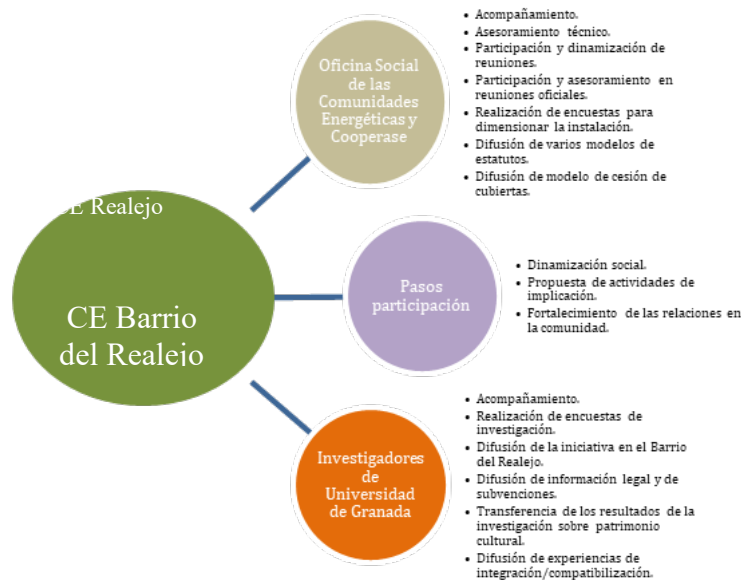 Oficina Social
de las
Comunidades
Energéticas y
Cooperase
• Acompañamiento.
• Asesoramiento técnico.
• Participación y dinamización de
reuniones.
• Participación y asesoramiento en
reuniones oficiales.
• Realización de encuestas para
dimensionar la instalación.
• Difusión de varios modelos de
estatutos.
• Difusión de modelo de cesión de
cubiertas.
CE Realejo
CE Barrio
del Realejo
Pasos
participación
• Dinamización social.
• Propuesta de actividades de
implicación.
• Fortalecimiento de las relaciones en
la comunidad.
Investigadores
de
Universidad
de Granada
• Acompañamiento.
• Realización de encuestas de
investigación.
• Difusión de la iniciativa en el Barrio
del Realejo.
• Difusión de información legal y de
subvenciones.
• Transferencia de los resultados de la
investigación sobre patrimonio
cultural.
• Difusión de experiencias de
integración/compatibilización.